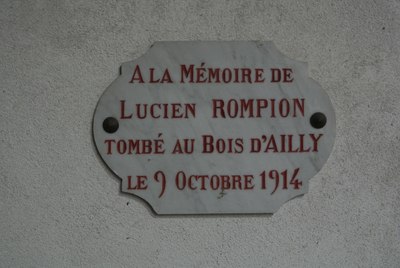 A LA MÉMOIRE DE
LUCIEN ROMPION
TOMBÉ AU BOIS D'AILLY
LE 9 OCTOBRE 1914